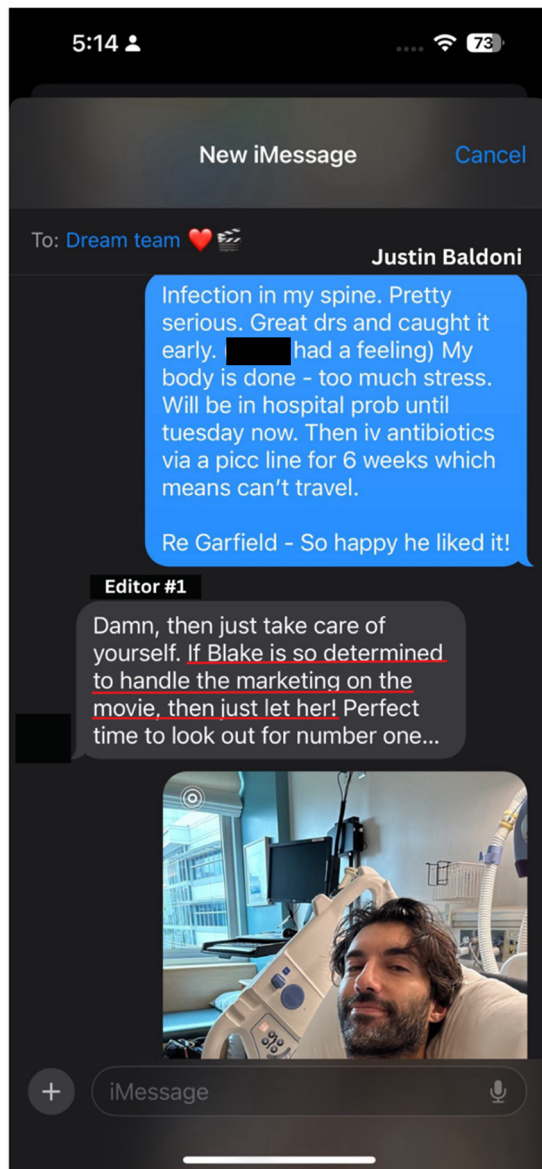 5:14
73
New iMessage
Cancel
To: Dream team ❤️🎬
Justin Baldoni
Infection in my spine. Pretty
serious. Great drs and caught it
early. ( had a feeling) My
body is done - too much stress.
Will be in hospital prob until
tuesday now. Then iv antibiotics
via a picc line for 6 weeks which
means can't travel.
Re Garfield - So happy he liked it!
Editor #1
Damn, then just take care of
yourself. If Blake is so determined
to handle the marketing on the
movie, then just let her! Perfect
time to look out for number one...
iMessage